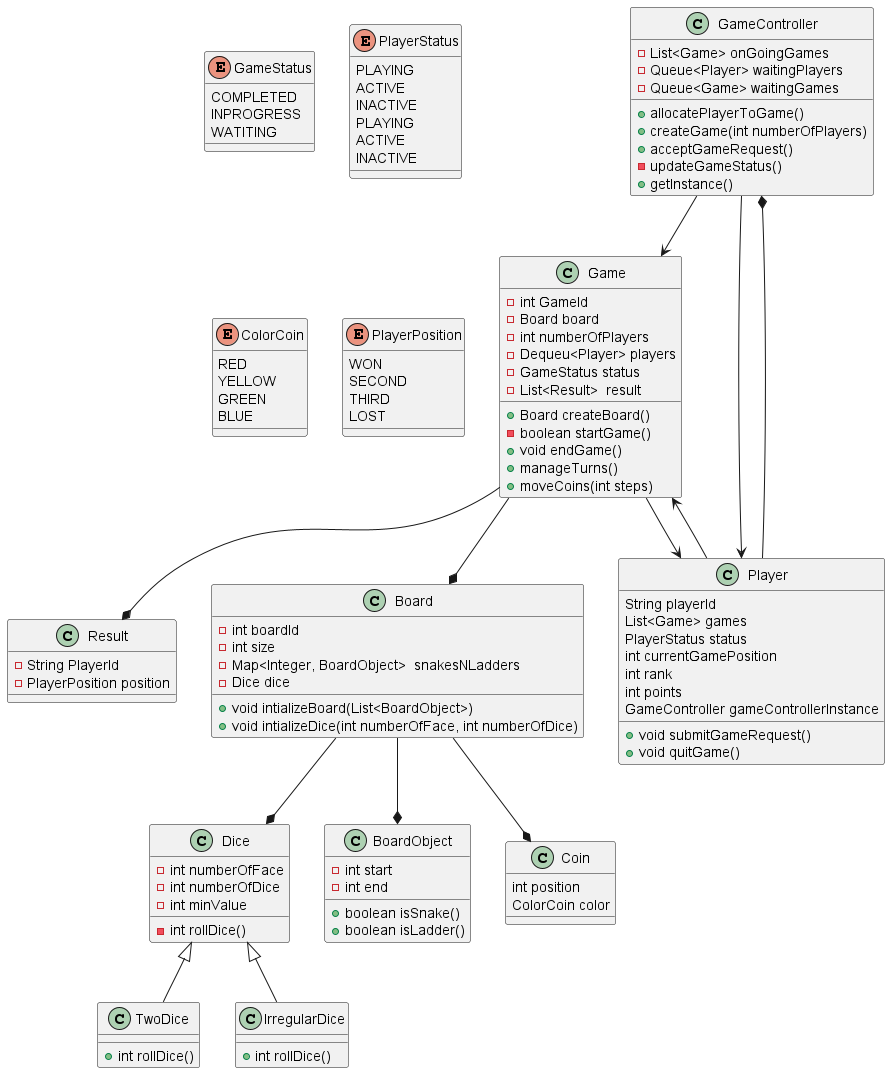 E GameStatus
COMPLETED
INPROGRESS
WATITING
E PlayerStatus
PLAYING
ACTIVE
INACTIVE
PLAYING
ACTIVE
INACTIVE
C GameController
List<Game> onGoingGames
Queue<Player> waitingPlayers
Queue<Game> waitingGames
allocatePlayerToGame()
createGame(int numberOfPlayers)
acceptGameRequest()
updateGameStatus()
getInstance()
E ColorCoin
RED
YELLOW
GREEN
BLUE
E PlayerPosition
WON
SECOND
THIRD
LOST
C Game
int GameId
Board board
int numberOfPlayers
Dequeu<Player> players
GameStatus status
List<Result> result
Board createBoard()
boolean startGame()
void endGame()
manageTurns()
moveCoins(int steps)
C Result
String PlayerId
PlayerPosition position
C Board
int boardId
int size
Map<Integer, BoardObject> snakesNLadders
Dice dice
void intializeBoard(List<BoardObject>)
void intializeDice(int numberOfFace, int numberOfDice)
C Player
String playerId
List<Game> games
PlayerStatus status
int currentGamePosition
int rank
int points
GameController gameControllerInstance
void submitGameRequest()
void quitGame()
C Dice
int numberOfFace
int numberOfDice
int minValue
int rollDice()
C BoardObject
int start
int end
boolean isSnake()
boolean isLadder()
C Coin
int position
ColorCoin color
C TwoDice
int rollDice()
C IrregularDice
int rollDice()